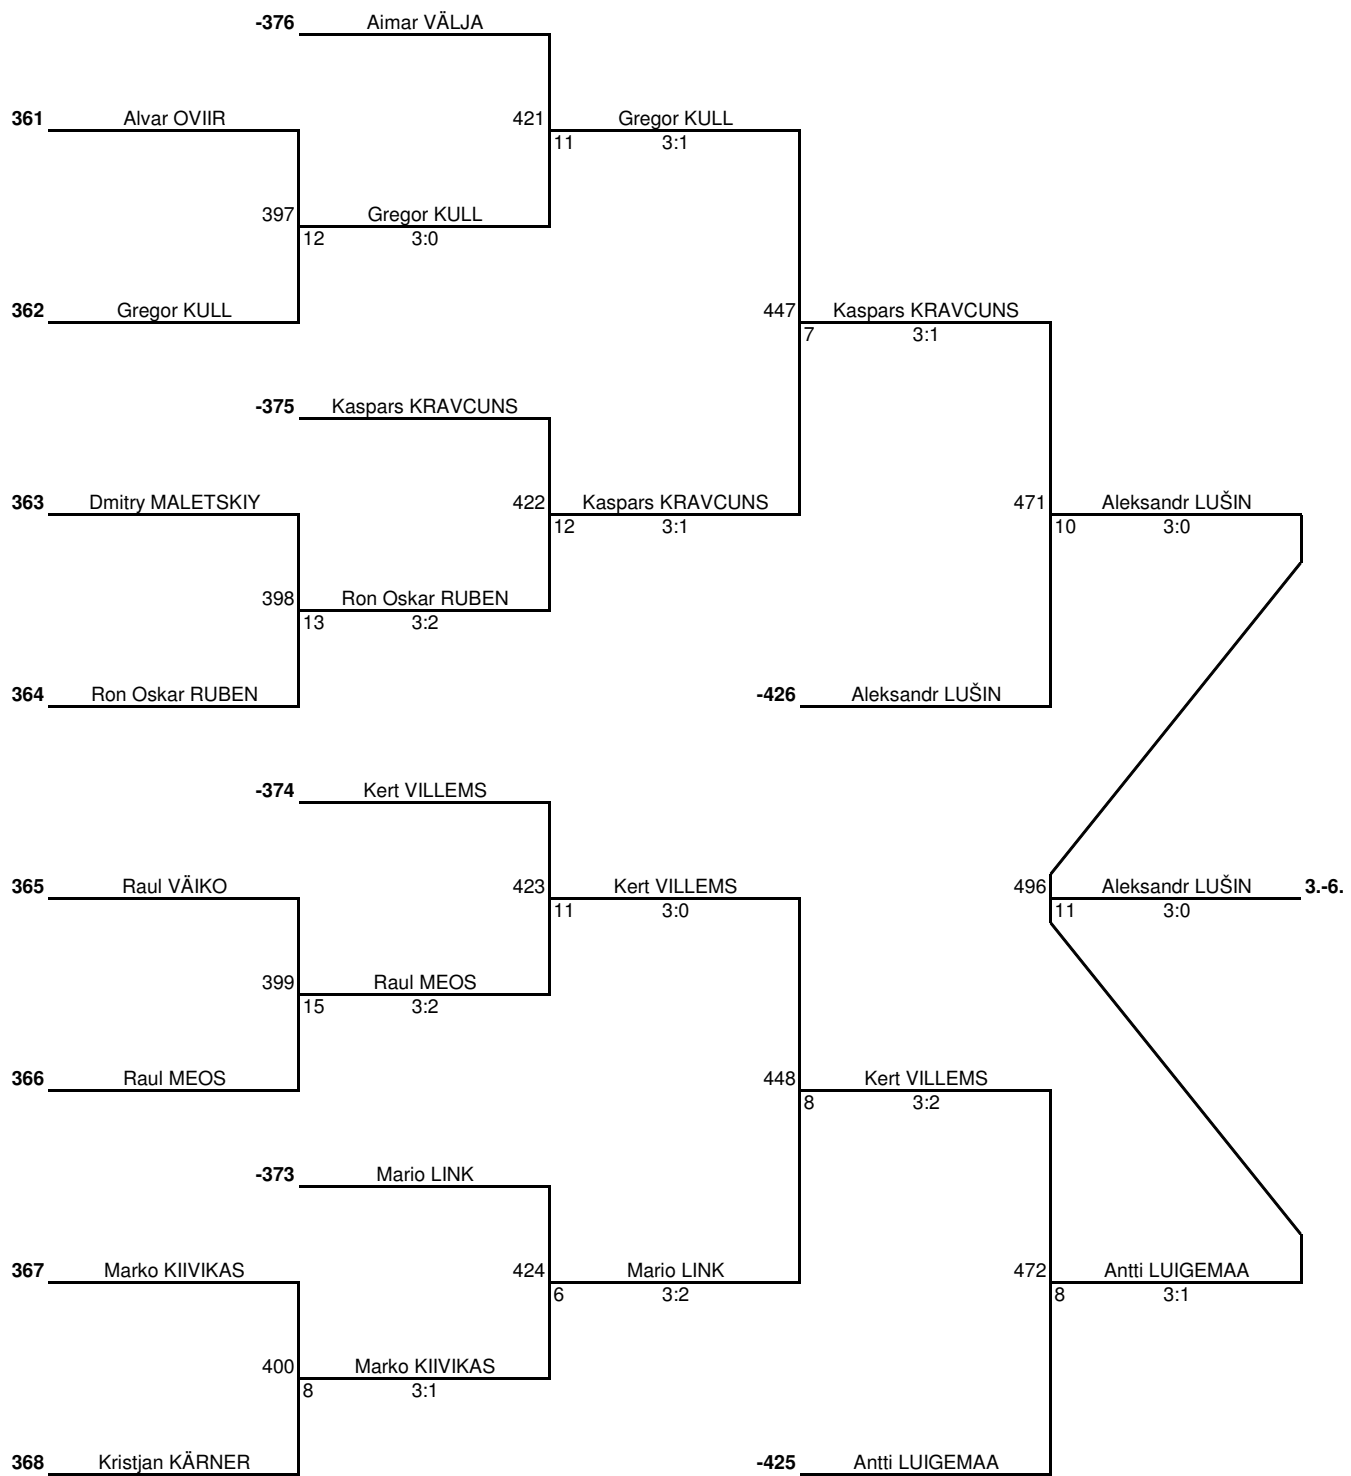 -376 Aimar VÄLJA
361 Alvar OVIIR 421 Gregor KULL
11 3:1
397 Gregor KULL
12 3:0
362 Gregor KULL 447 Kaspars KRAVCUNS
7 3:1
-375 Kaspars KRAVCUNS
363 Dmitry MALETSKIY 422 Kaspars KRAVCUNS 471 Aleksandr LUŠIN
12 3:1 10 3:0
398 Ron Oskar RUBEN
13 3:2
364 Ron Oskar RUBEN -426 Aleksandr LUŠIN
-374 Kert VILLEMS
365 Raul VÄIKO 423 Kert VILLEMS 496 Aleksandr LUŠIN 3.-6.
11 3:0 11 3:0
399 Raul MEOS
15 3:2
366 Raul MEOS 448 Kert VILLEMS
8 3:2
-373 Mario LINK
367 Marko KIIVIKAS 424 Mario LINK 472 Antti LUIGEMAA
6 3:2 8 3:1
400 Marko KIIVIKAS
8 3:1
368 Kristjan KÄRNER -425 Antti LUIGEMAA